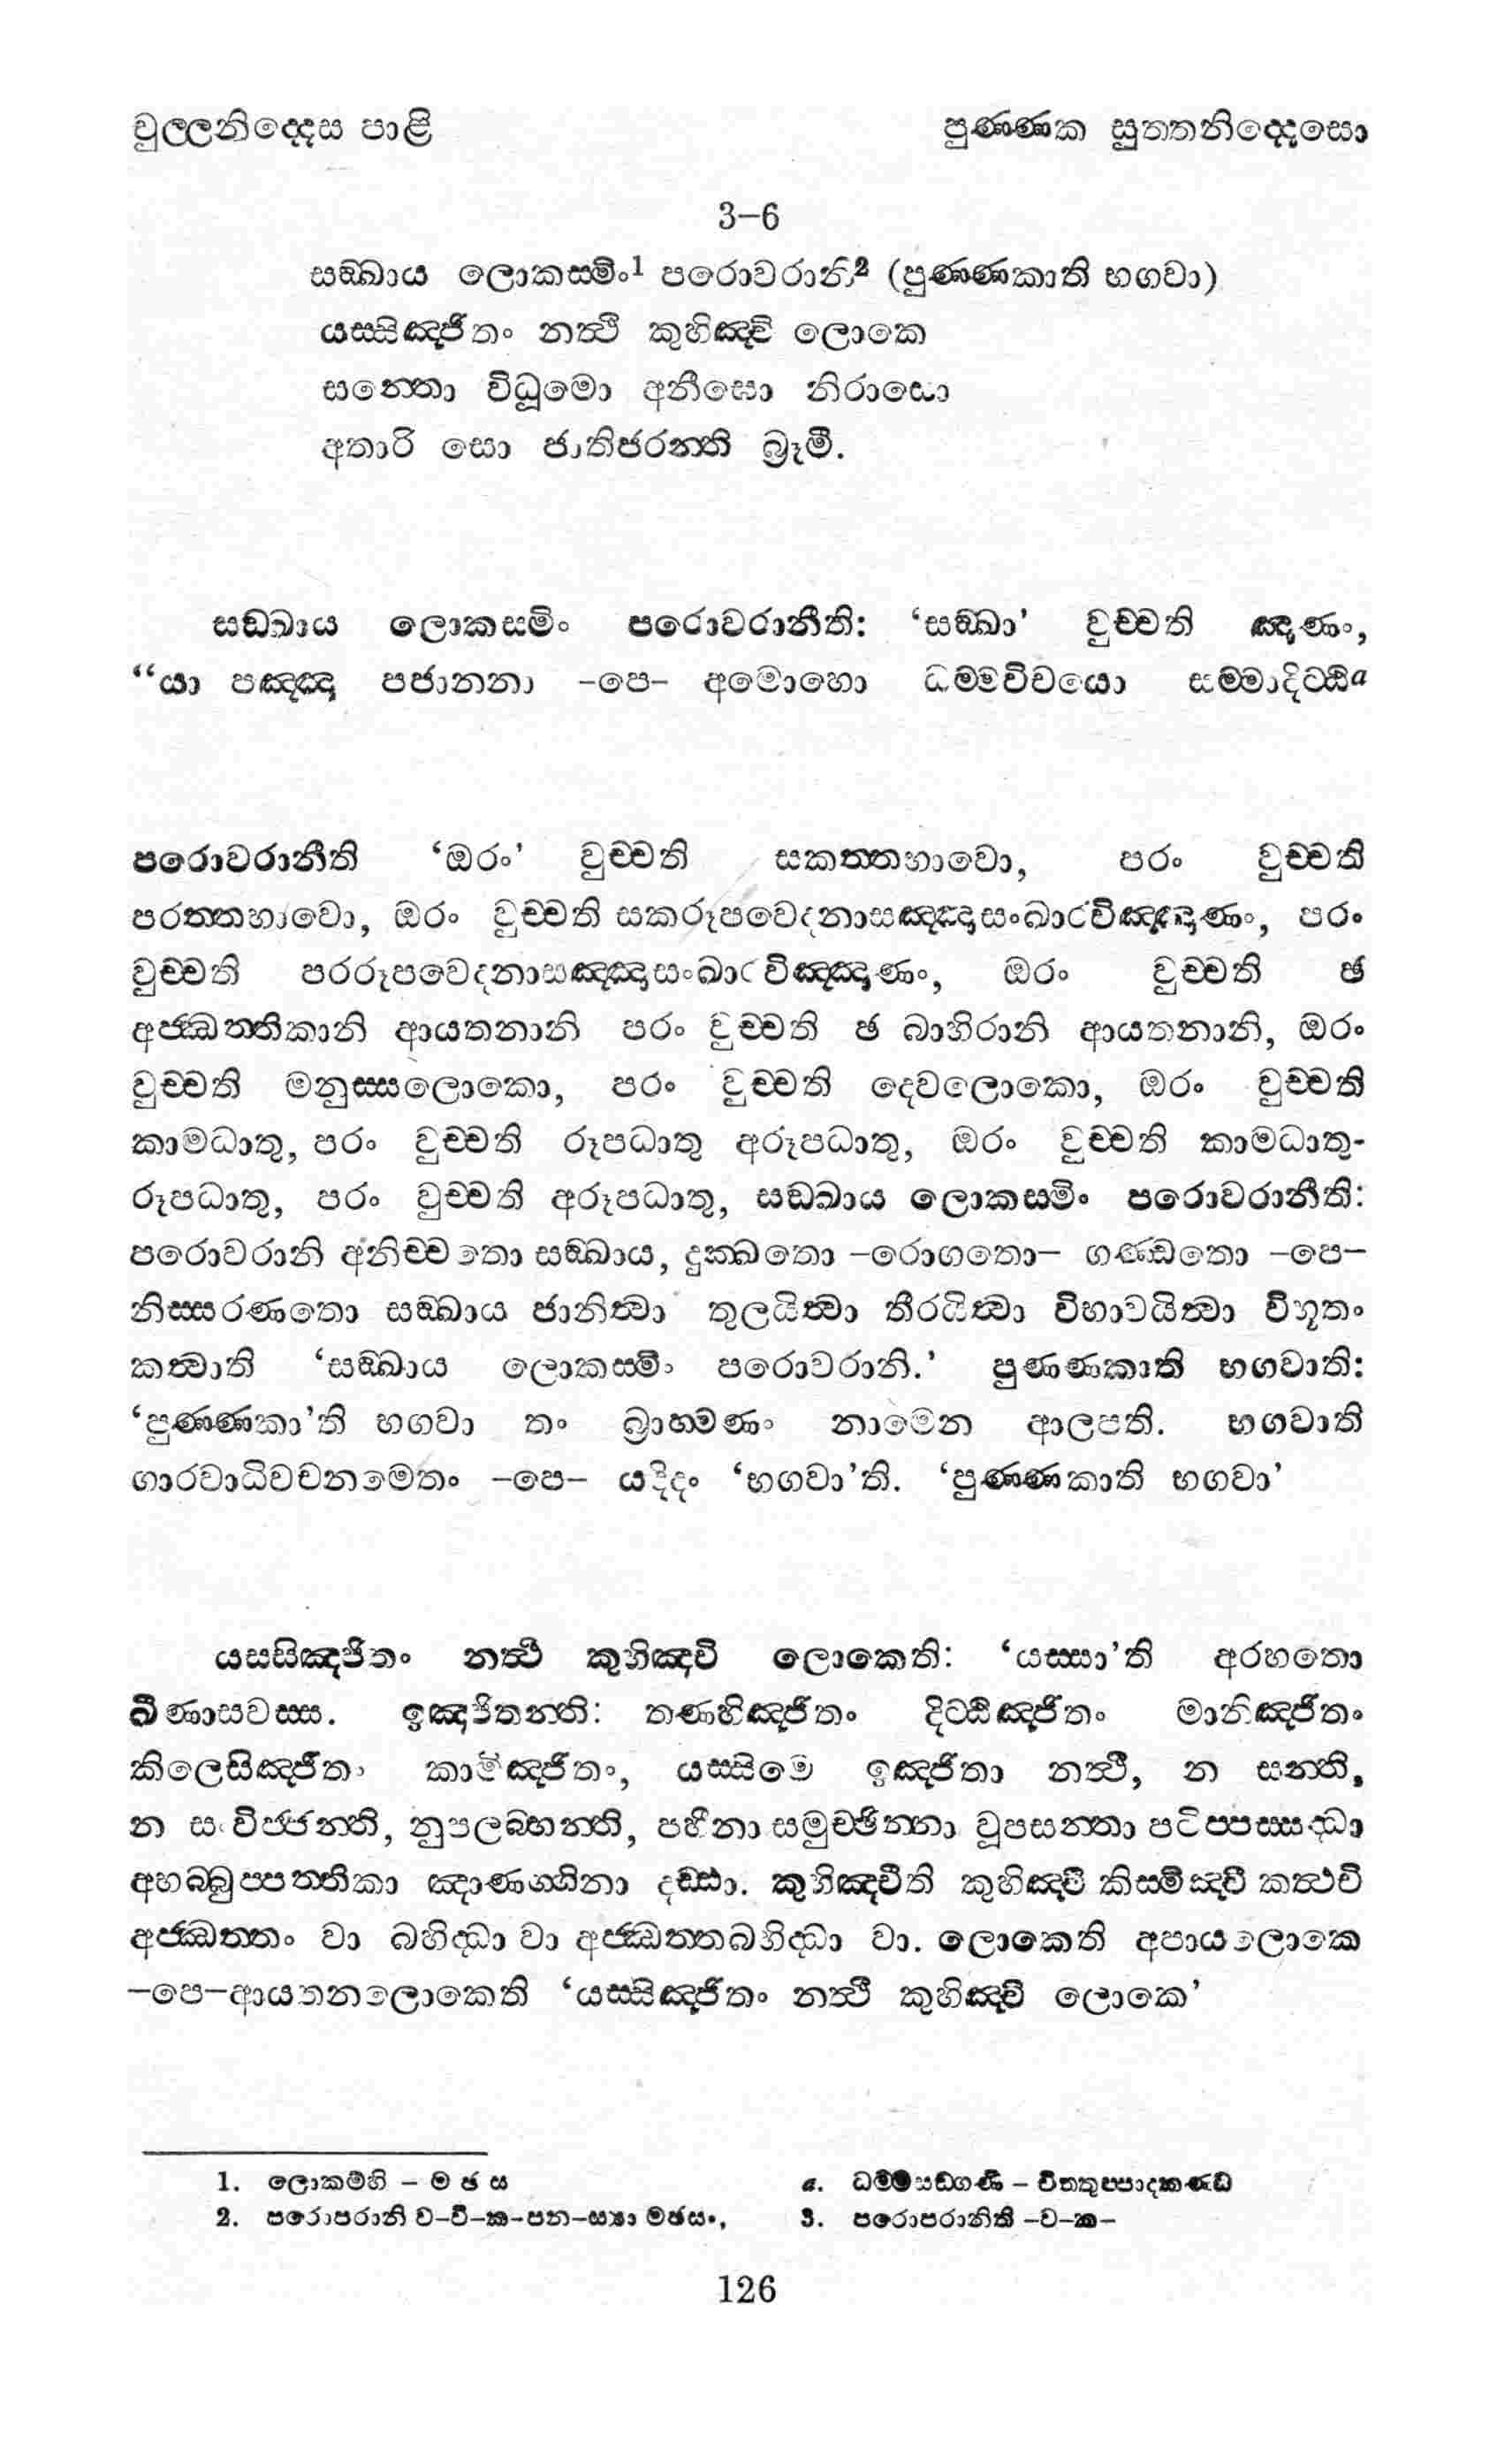 චුල්ලනිද්දෙස පාළි
පුණ්ණක සුත්තනිද්දෙසො
3–6
සඞ්ඛාය ලොකස්මිං1 පරොවරානි2 (පුණ්ණකාති භගවා)
යස්සිඤ්ජිතං නත්ථි කුහිඤ්චි ලොකෙ
සන්තො විධූමො අනීඝො නිරාසො
අතාරි සො ජාතිජරන්ති බ්‍රූමි.
සඞ්ඛාය ලොකස්මිං පරොවරානීති: ‘සඞ්ඛා’ වුච්චති ඤාණං,
“යා පඤ්ඤා පජානනා –පෙ– අමොහො ධම්මවිචයො සම්මාදිට්ඨිa
පරොවරානීති ‘ඔරං’ වුච්චති සකත්තභාවො, පරං වුච්චති
පරත්තභාවො, ඔරං වුච්චති සකරූපවෙදනාසඤ්ඤාසංඛාරවිඤ්ඤාණං, පරං
වුච්චති පරරූපවෙදනාසඤ්ඤාසංඛාරවිඤ්ඤාණං, ඔරං වුච්චති ඡ
අජ්ඣත්තිකානි ආයතනානි පරං වුච්චති ඡ බාහිරානි ආයතනානි, ඔරං
වුච්චති මනුස්සලොකො, පරං වුච්චති දෙවලොකො, ඔරං වුච්චති
කාමධාතු, පරං වුච්චති රූපධාතු අරූපධාතු, ඔරං වුච්චති කාමධාතු-
රූපධාතු, පරං වුච්චති අරූපධාතු, සඞ්ඛාය ලොකස්මිං පරොවරානීති:
පරොවරානි අනිච්චතො සඞ්ඛාය, දුක්ඛතො –රොගතො– ගණ්ඩතො –පෙ–
නිස්සරණතො සඞ්ඛාය ජානිත්වා තුලයිත්වා තීරයිත්වා විභාවයිත්වා විභූතං
කත්වාති ‘සඞ්ඛාය ලොකස්මිං පරොවරානි.’ පුණ්ණකාති භගවාති:
‘පුණ්ණකා’ති භගවා තං බ්‍රාහ්මණං නාමෙන ආලපති. භගවාති
ගාරවාධිවචනමෙතං –පෙ– යදිදං ‘භගවා’ති. ‘පුණ්ණකාති භගවා’
යස්සිඤ්ජිතං නත්ථි කුහිඤ්චි ලොකෙති: ‘යස්සා’ති අරහතො
ඛීණාසවස්ස. ඉඤ්ජිතන්ති: තණ්හිඤ්ජිතං දිට්ඨිඤ්ජිතං මානිඤ්ජිතං
කිලෙසිඤ්ජිතං කාමිඤ්ජිතං, යස්සිමෙ ඉඤ්ජිතා නත්ථි, න සන්ති,
න සංවිජ්ජන්ති, නුපලබ්භන්ති, පහීනා සමුච්ඡින්නා වූපසන්තා පටිප්පස්සද්ධා
අභබ්බුප්පත්තිකා ඤාණග්ගිනා දඩ්ඪා. කුහිඤ්චීති කුහිඤ්චි කිස්මිඤ්චි කත්ථචි
අජ්ඣත්තං වා බහිද්ධා වා අජ්ඣත්තබහිද්ධා වා. ලොකෙති අපායලොකෙ
–පෙ–ආයතනලොකෙති ‘යස්සිඤ්ජිතං නත්ථි කුහිඤ්චි ලොකෙ’
1. ලොකම්හි – ම ඡ ස
a. ධම්මසඞ්ගණි – චිත්තුප්පාදකණ්ඩ
2. පරොපරානි ව–වි–ක–පන–ස්‍යා මඡසං,
3. පරොපරානිති –ව–ක–
126